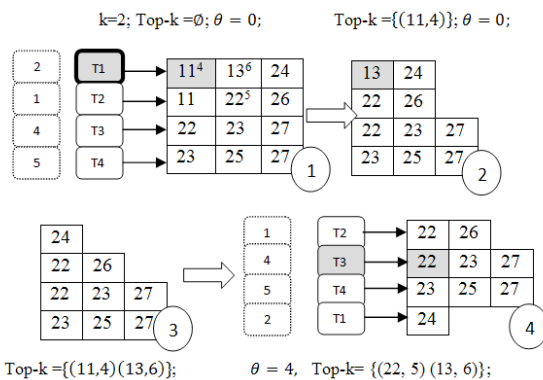 k=2; Top-k =∅; θ = 0; Top-k ={(11,4)}; θ = 0;
2 T1 11⁴ 13⁶ 24
1 T2 11 22⁵ 26
4 T3 22 23 27
5 T4 23 25 27
1
13 24
22 26
22 23 27
23 25 27
2
24
22 26
22 23 27
23 25 27
3
1 T2 22 26
4 T3 22 23 27
5 T4 23 25 27
2 T1 24
4
Top-k ={(11,4)(13,6)}; θ = 4, Top-k= {(22, 5) (13, 6)};